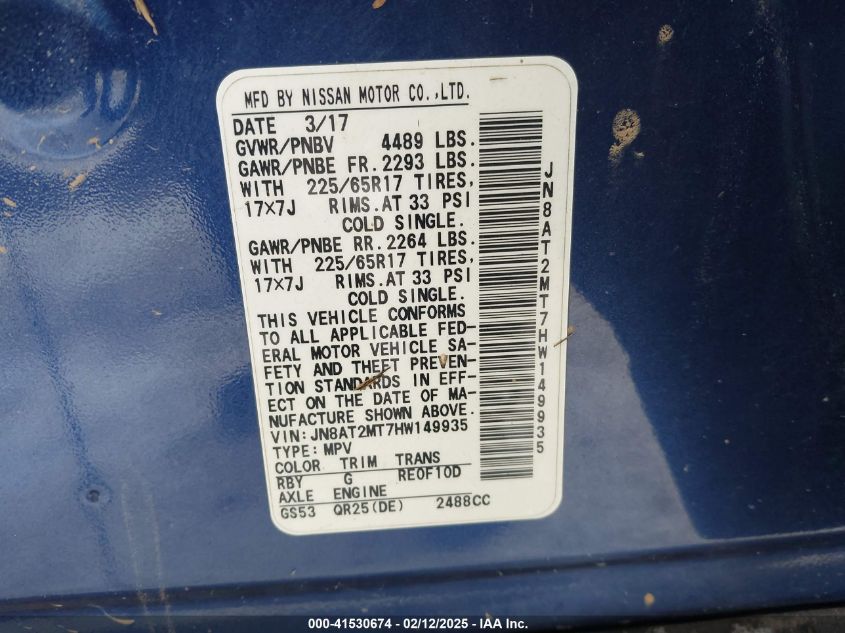 MFD BY NISSAN MOTOR CO.,LTD.
DATE 3/17
GVWR/PNBV 4489 LBS.
GAWR/PNBE FR.2293 LBS.
WITH 225/65R17 TIRES,
17×7J RIMS.AT 33 PSI
COLD SINGLE.
GAWR/PNBE RR.2264 LBS.
WITH 225/65R17 TIRES,
17×7J RIMS.AT 33 PSI
COLD SINGLE.
THIS VEHICLE CONFORMS
TO ALL APPLICABLE FED-
ERAL MOTOR VEHICLE SA-
FETY AND THEFT PREVEN-
TION STANDARDS IN EFF-
ECT ON THE DATE OF MA-
NUFACTURE SHOWN ABOVE.
VIN:JN8AT2MT7HW149935
TYPE:MPV
COLOR TRIM TRANS
RBY G RE0F10D
AXLE ENGINE
GS53 QR25(DE) 2488CC
JN8AT2MT7HW149935
000-41530674 - 02/12/2025 - IAA Inc.